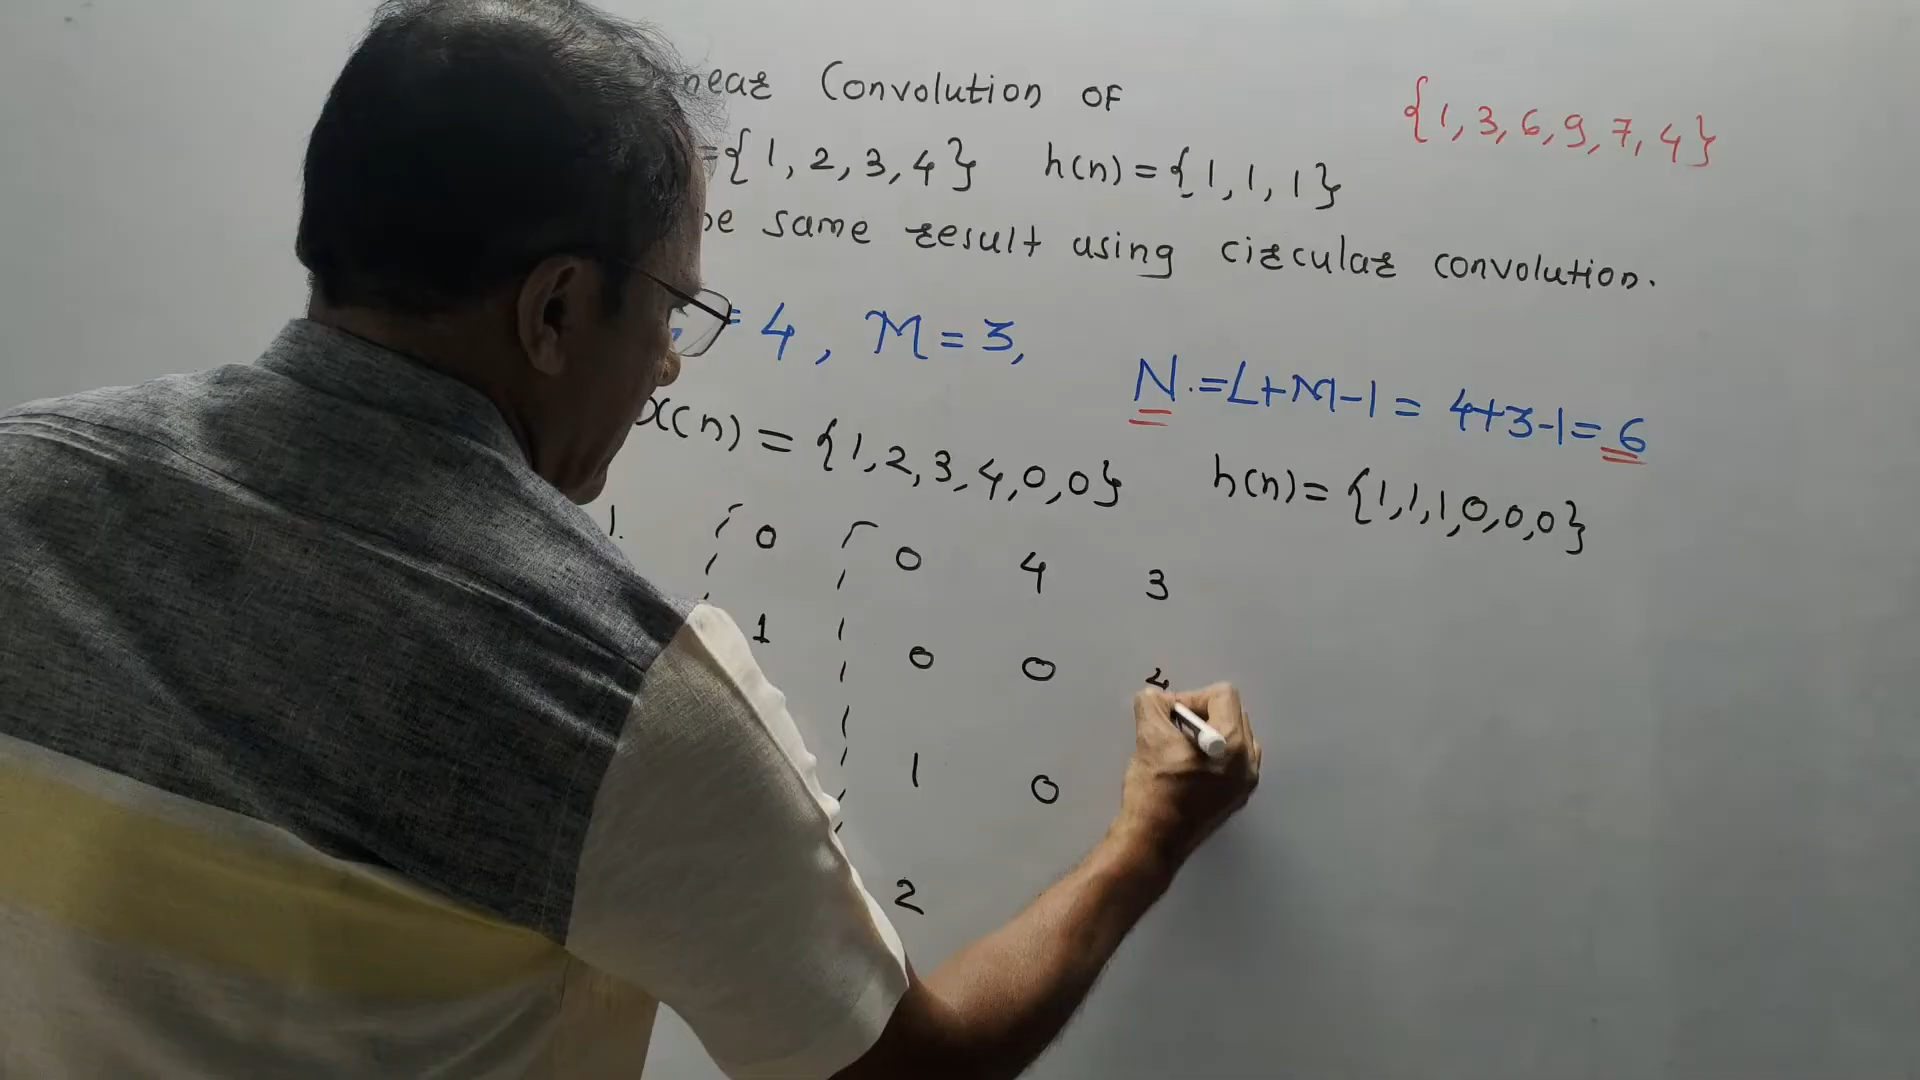 Convolution of {1,3,6,9,7,4}
={1,2,3,4} h(n)={1,1,1}
same result using circular convolution.
= 4, M=3,
N.=L+M-1= 4+3-1=6
x(n) = {1,2,3,4,0,0} h(n)= {1,1,1,0,0,0}
1. 0 0 4 3
1 0 0 4
1 0
2